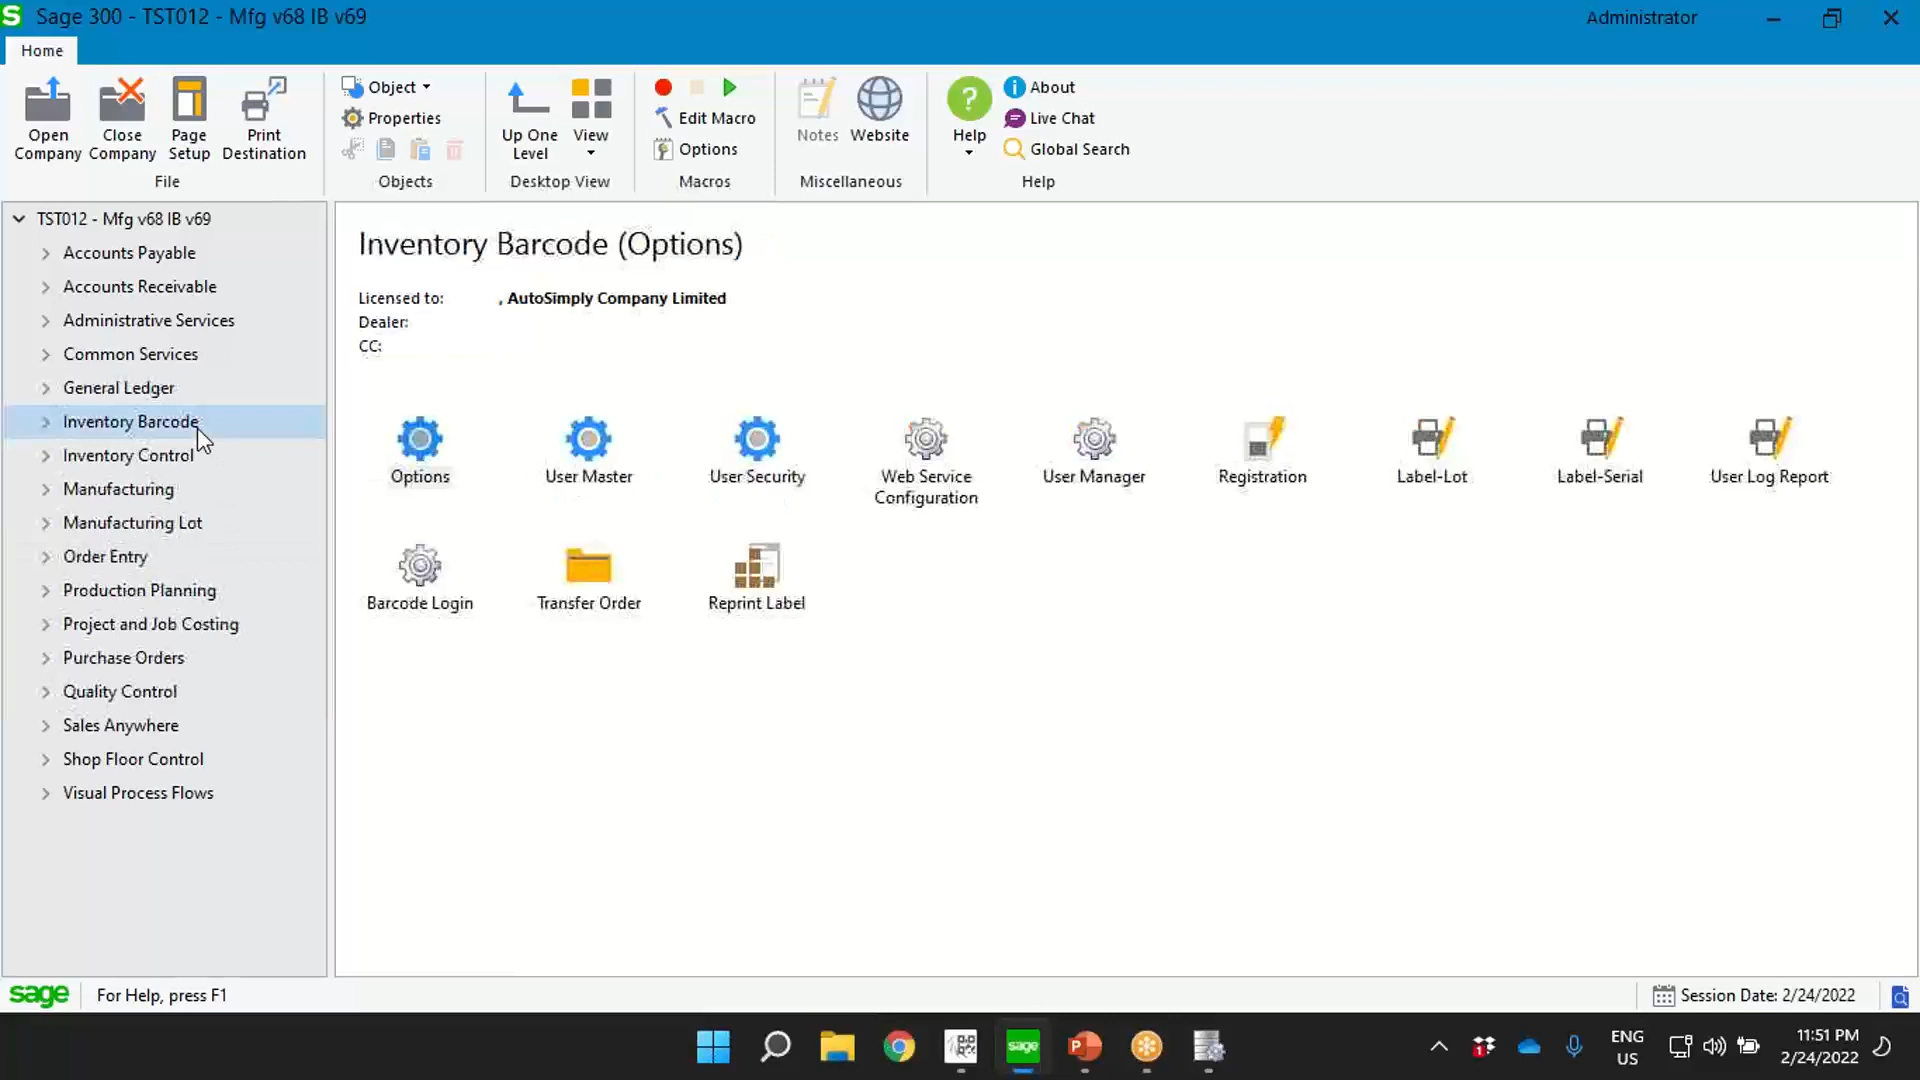 S Sage 300 - TST012 - Mfg v68 IB v69
Administrator
Home
Open Company
Close Company
Page Setup
Print Destination
File
Object
Properties
Objects
Up One Level
View
Desktop View
Edit Macro
Options
Macros
Notes
Website
Miscellaneous
Help
About
Live Chat
Global Search
Help
TST012 - Mfg v68 IB v69
Accounts Payable
Accounts Receivable
Administrative Services
Common Services
General Ledger
Inventory Barcode
Inventory Control
Manufacturing
Manufacturing Lot
Order Entry
Production Planning
Project and Job Costing
Purchase Orders
Quality Control
Sales Anywhere
Shop Floor Control
Visual Process Flows
Inventory Barcode (Options)
Licensed to: , AutoSimply Company Limited
Dealer:
CC:
Options
User Master
User Security
Web Service
Configuration
User Manager
Registration
Label-Lot
Label-Serial
User Log Report
Barcode Login
Transfer Order
Reprint Label
sage
For Help, press F1
Session Date: 2/24/2022
sage
P
1
ENG
US
11:51 PM
2/24/2022